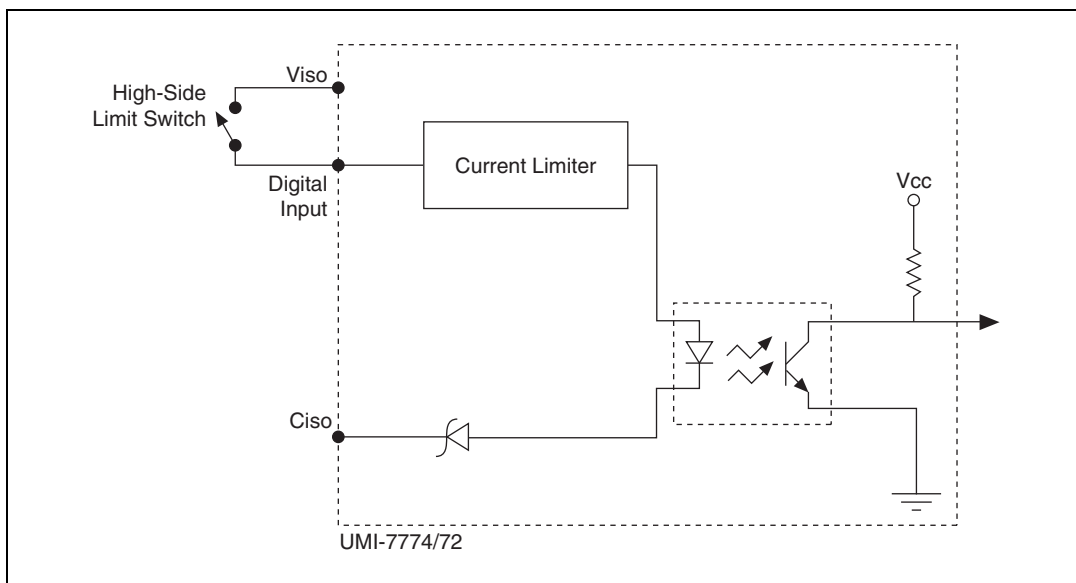 Viso
High-Side
Limit Switch
Current Limiter
Digital
Input
Vcc
Ciso
UMI-7774/72